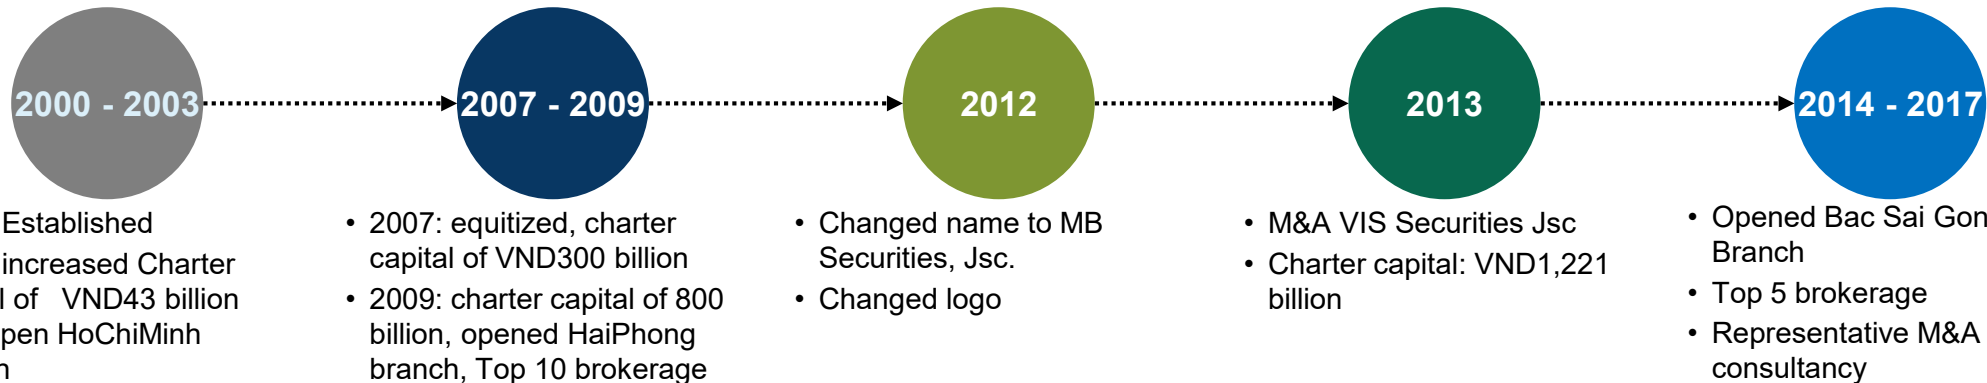 2000 - 2003
2007 - 2009
2012
2013
2014 - 2017
Established
increased Charter
of VND43 billion
HoChiMinh
• 2007: equitized, charter
capital of VND300 billion
• 2009: charter capital of 800
billion, opened HaiPhong
branch, Top 10 brokerage
• Changed name to MB
Securities, Jsc.
• Changed logo
• M&A VIS Securities Jsc
• Charter capital: VND1,221
billion
• Opened Bac Sai Gon
Branch
• Top 5 brokerage
• Representative M&A
consultancy